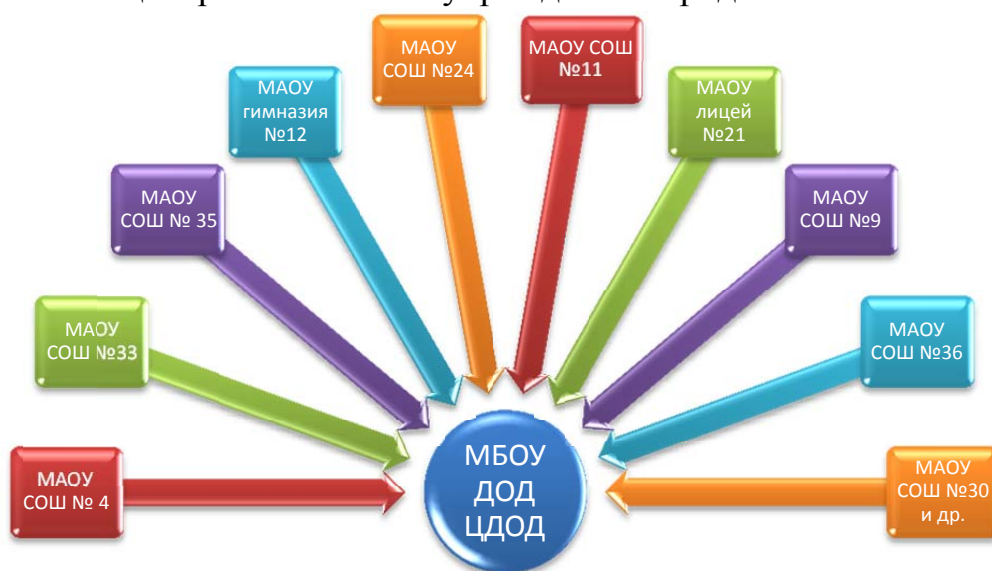 МАОУ
СОШ № 4
МАОУ
СОШ №33
МАОУ
СОШ № 35
МАОУ
гимназия
№12
МАОУ
СОШ №24
МАОУ СОШ
№11
МАОУ
лицей
№21
МАОУ
СОШ №9
МАОУ
СОШ №36
МАОУ
СОШ №30
и др.
МБОУ
ДОД
ЦДОД